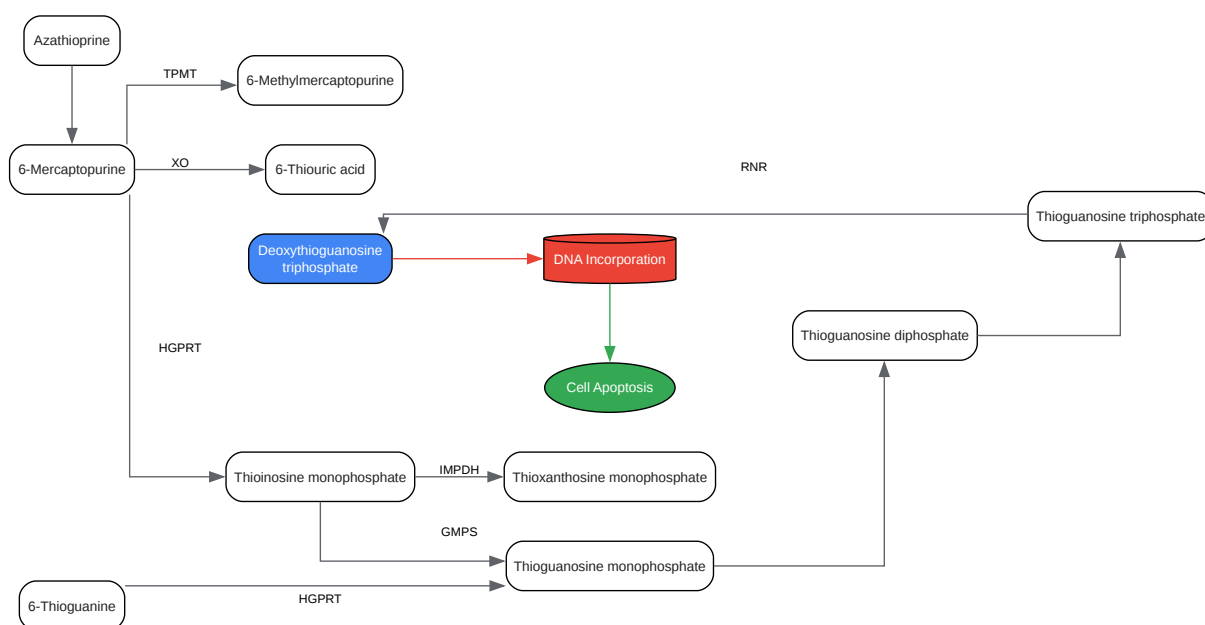 Azathioprine
TPMT
6-Methylmercaptopurine
6-Mercaptopurine
XO
6-Thiouric acid
RNR
Thioguanosine triphosphate
Deoxythioguanosine
triphosphate
DNA Incorporation
Thioguanosine diphosphate
HGPRT
Cell Apoptosis
Thioinosine monophosphate
IMPDH
Thioxanthosine monophosphate
GMPS
Thioguanosine monophosphate
6-Thioguanine
HGPRT